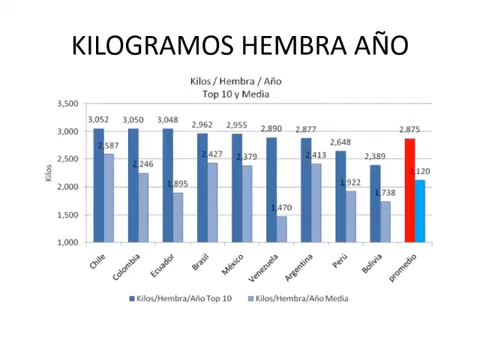 KILOGRAMOS HEMBRA AÑO
Kilos / Hembra / Año
Top 10 y Media
Kilos
3,500
3,000
2,500
2,000
1,500
1,000
3,052
2,587
3,050
2,246
3,048
1,895
2,962
2,427
2,955
2,379
2,890
1,470
2,877
2,413
2,648
1,922
2,389
1,738
2,875
2,120
Chile
Colombia
Ecuador
Brasil
México
Venezuela
Argentina
Perú
Bolivia
promedio
Kilos/Hembra/Año Top 10
Kilos/Hembra/Año Media